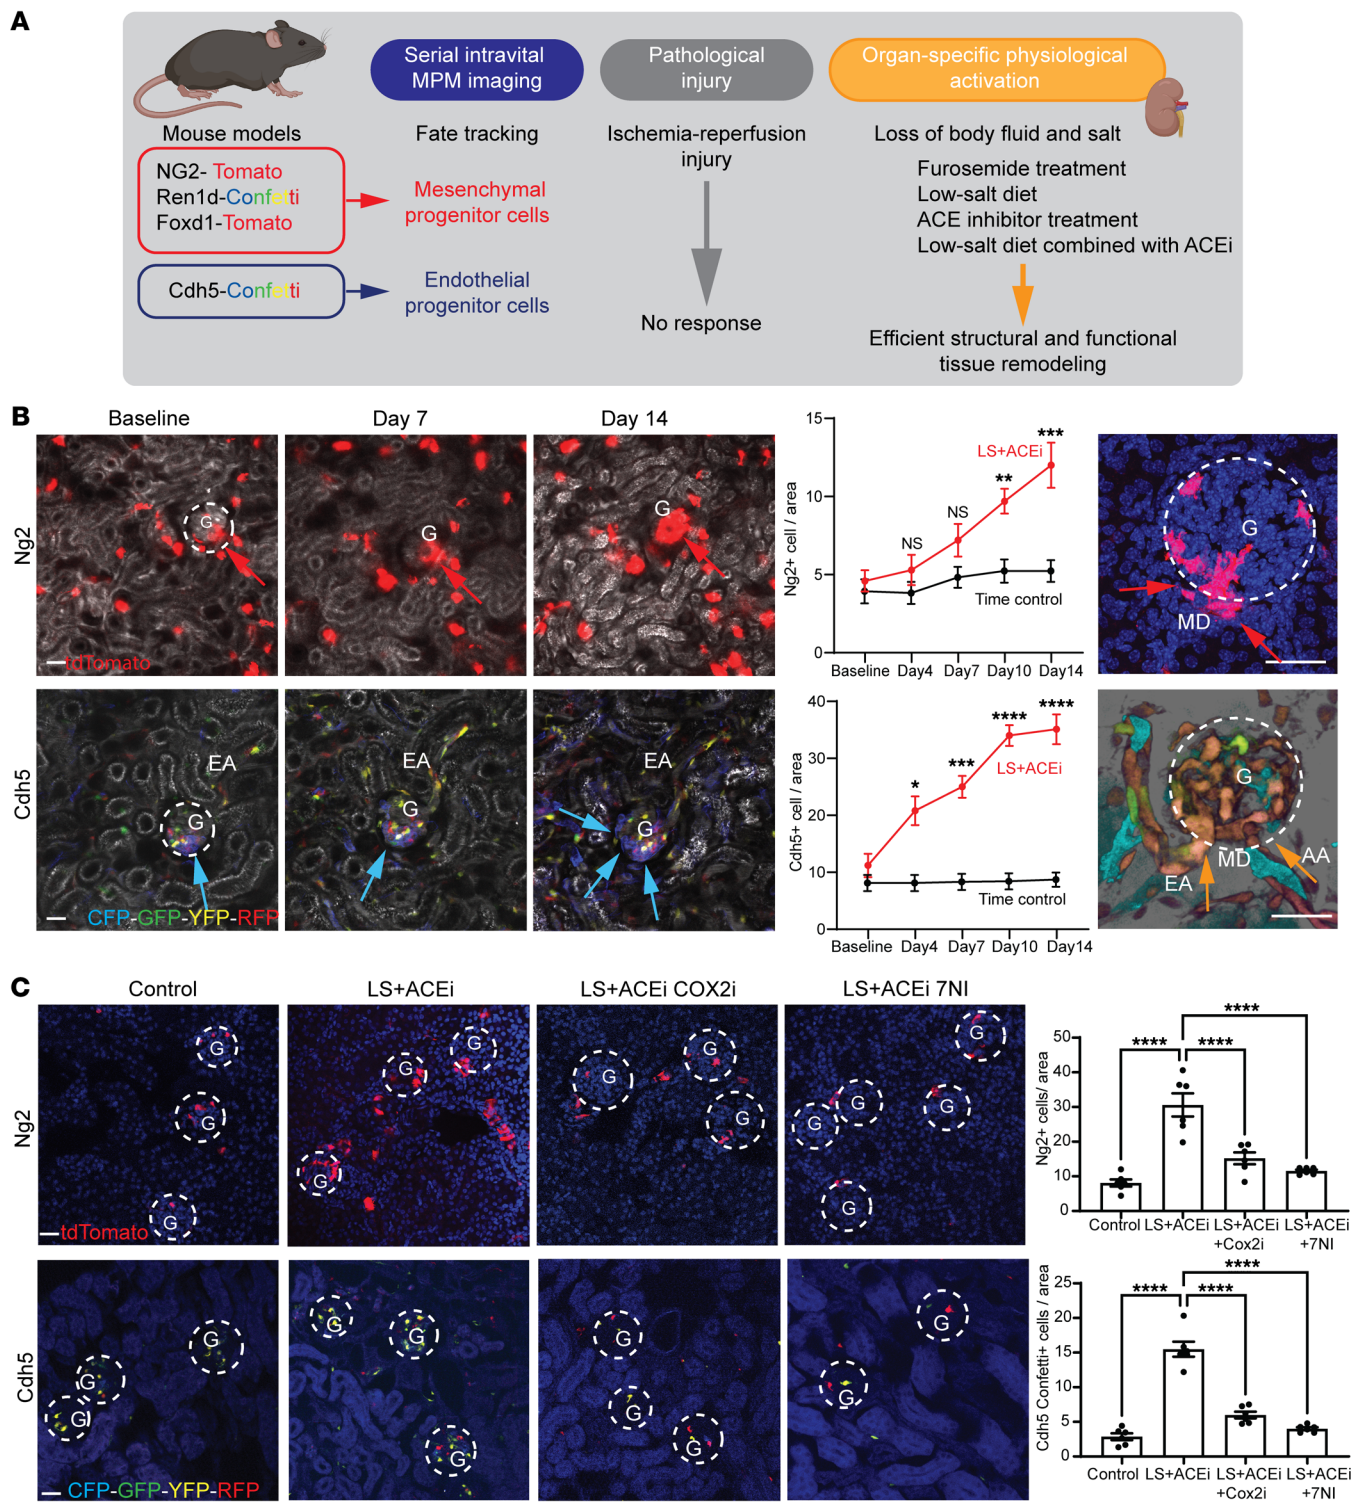 A
Serial intravital
MPM imaging
Pathological
injury
Organ-specific physiological
activation
Mouse models
Fate tracking
Ischemia-reperfusion
injury
Loss of body fluid and salt
NG2- Tomato
Ren1d-Confetti
Foxd1-Tomato
Mesenchymal
progenitor cells
Furosemide treatment
Low-salt diet
ACE inhibitor treatment
Low-salt diet combined with ACEi
Cdh5-Confetti
Endothelial
progenitor cells
No response
Efficient structural and functional
tissue remodeling
B
Baseline
Day 7
Day 14
Ng2
G
tdTomato
G
G
Ng2+ cell / area
15
10
5
0
LS+ACEi
NS
NS
**
***
Time control
Baseline
Day4
Day7
Day10
Day14
G
MD
Cdh5
EA
G
CFP-GFP-YFP-RFP
EA
G
EA
G
Cdh5+ cell / area
40
30
20
10
0
*
***
****
****
LS+ACEi
Time control
Baseline
Day4
Day7
Day10
Day14
G
MD
AA
EA
C
Control
LS+ACEi
LS+ACEi COX2i
LS+ACEi 7NI
Ng2
G
G
G
tdTomato
G
G
G
G
G
G
G
G
G
G
G
Ng2+ cells/ area
50
40
30
20
10
0
****
****
****
Control
LS+ACEi
LS+ACEi
+Cox2i
LS+ACEi
+7NI
Cdh5
G
G
G
CFP-GFP-YFP-RFP
G
G
G
G
G
G
G
G
Cdh5 Confetti+ cells / area
25
20
15
10
5
0
****
****
****
Control
LS+ACEi
LS+ACEi
+Cox2i
LS+ACEi
+7NI